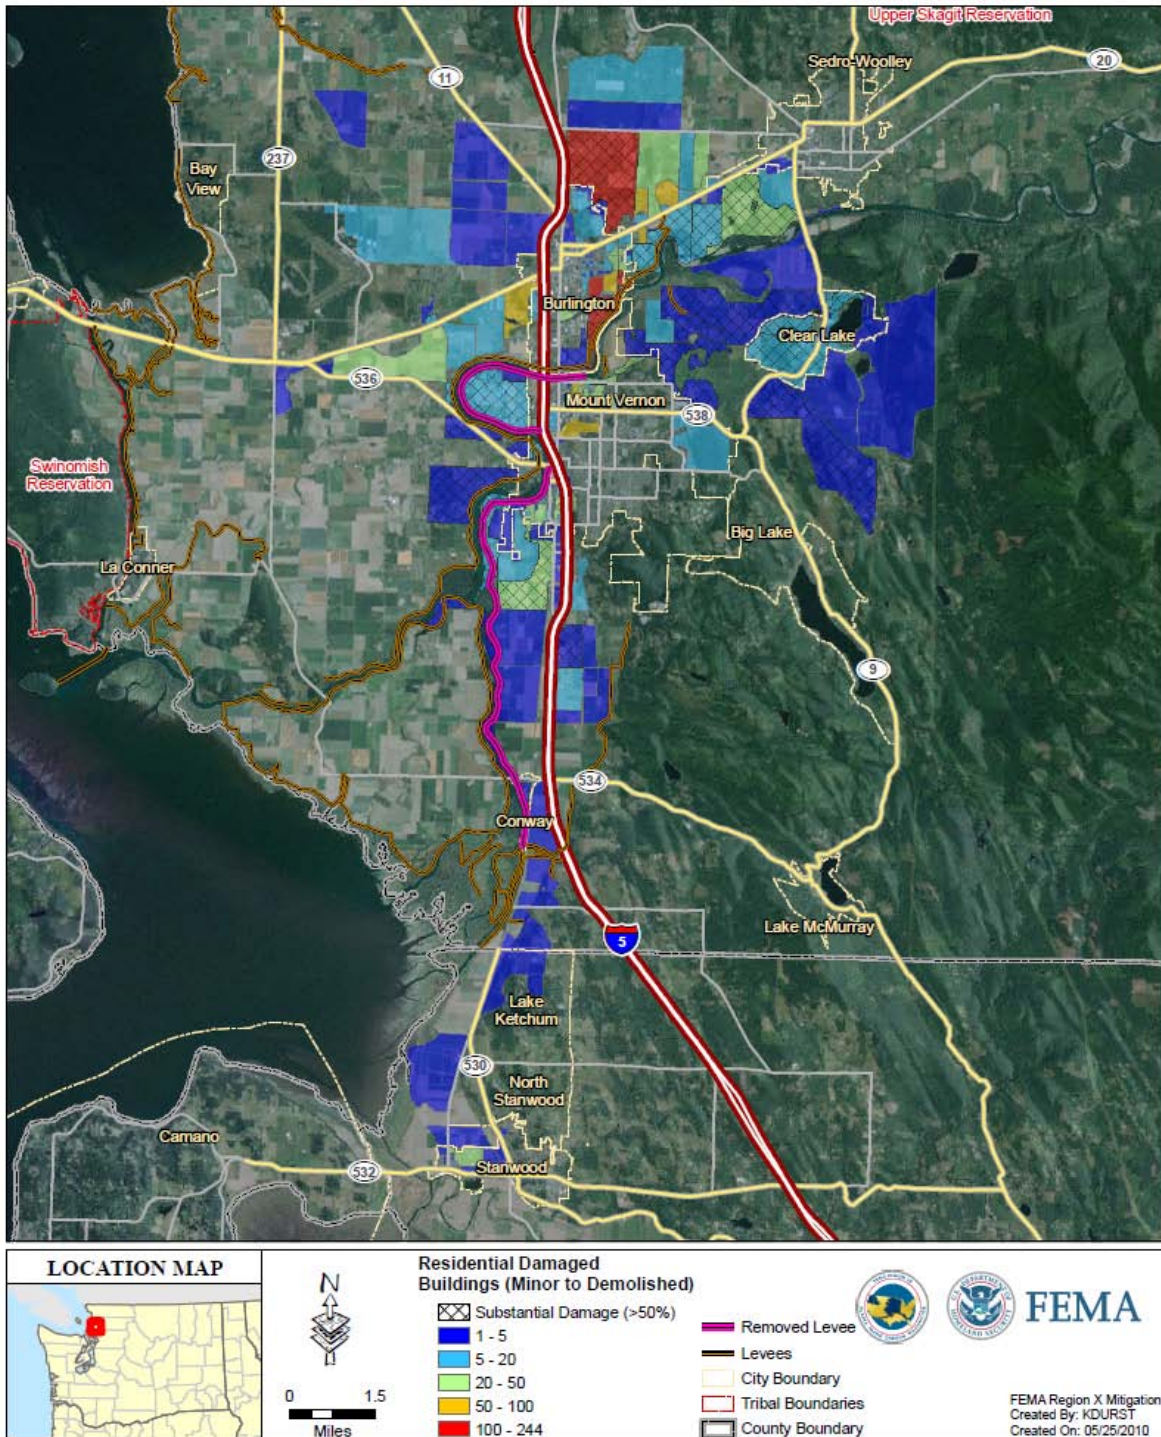 Upper Skagit Reservation
Sedro-Woolley
20
11
237
Bay
View
Burlington
Clear Lake
536
Mount Vernon
538
Swinomish
Reservation
Big Lake
La Conner
9
534
Conway
Lake McMurray
5
Lake
Ketchum
530
North
Stanwood
Camano
532
Stanwood
LOCATION MAP
N
0 1.5
Miles
Residential Damaged
Buildings (Minor to Demolished)
Substantial Damage (>50%)
1 - 5
5 - 20
20 - 50
50 - 100
100 - 244
Removed Levee
Levees
City Boundary
Tribal Boundaries
County Boundary
FEMA
FEMA Region X Mitigation
Created By: KDURST
Created On: 05/25/2010